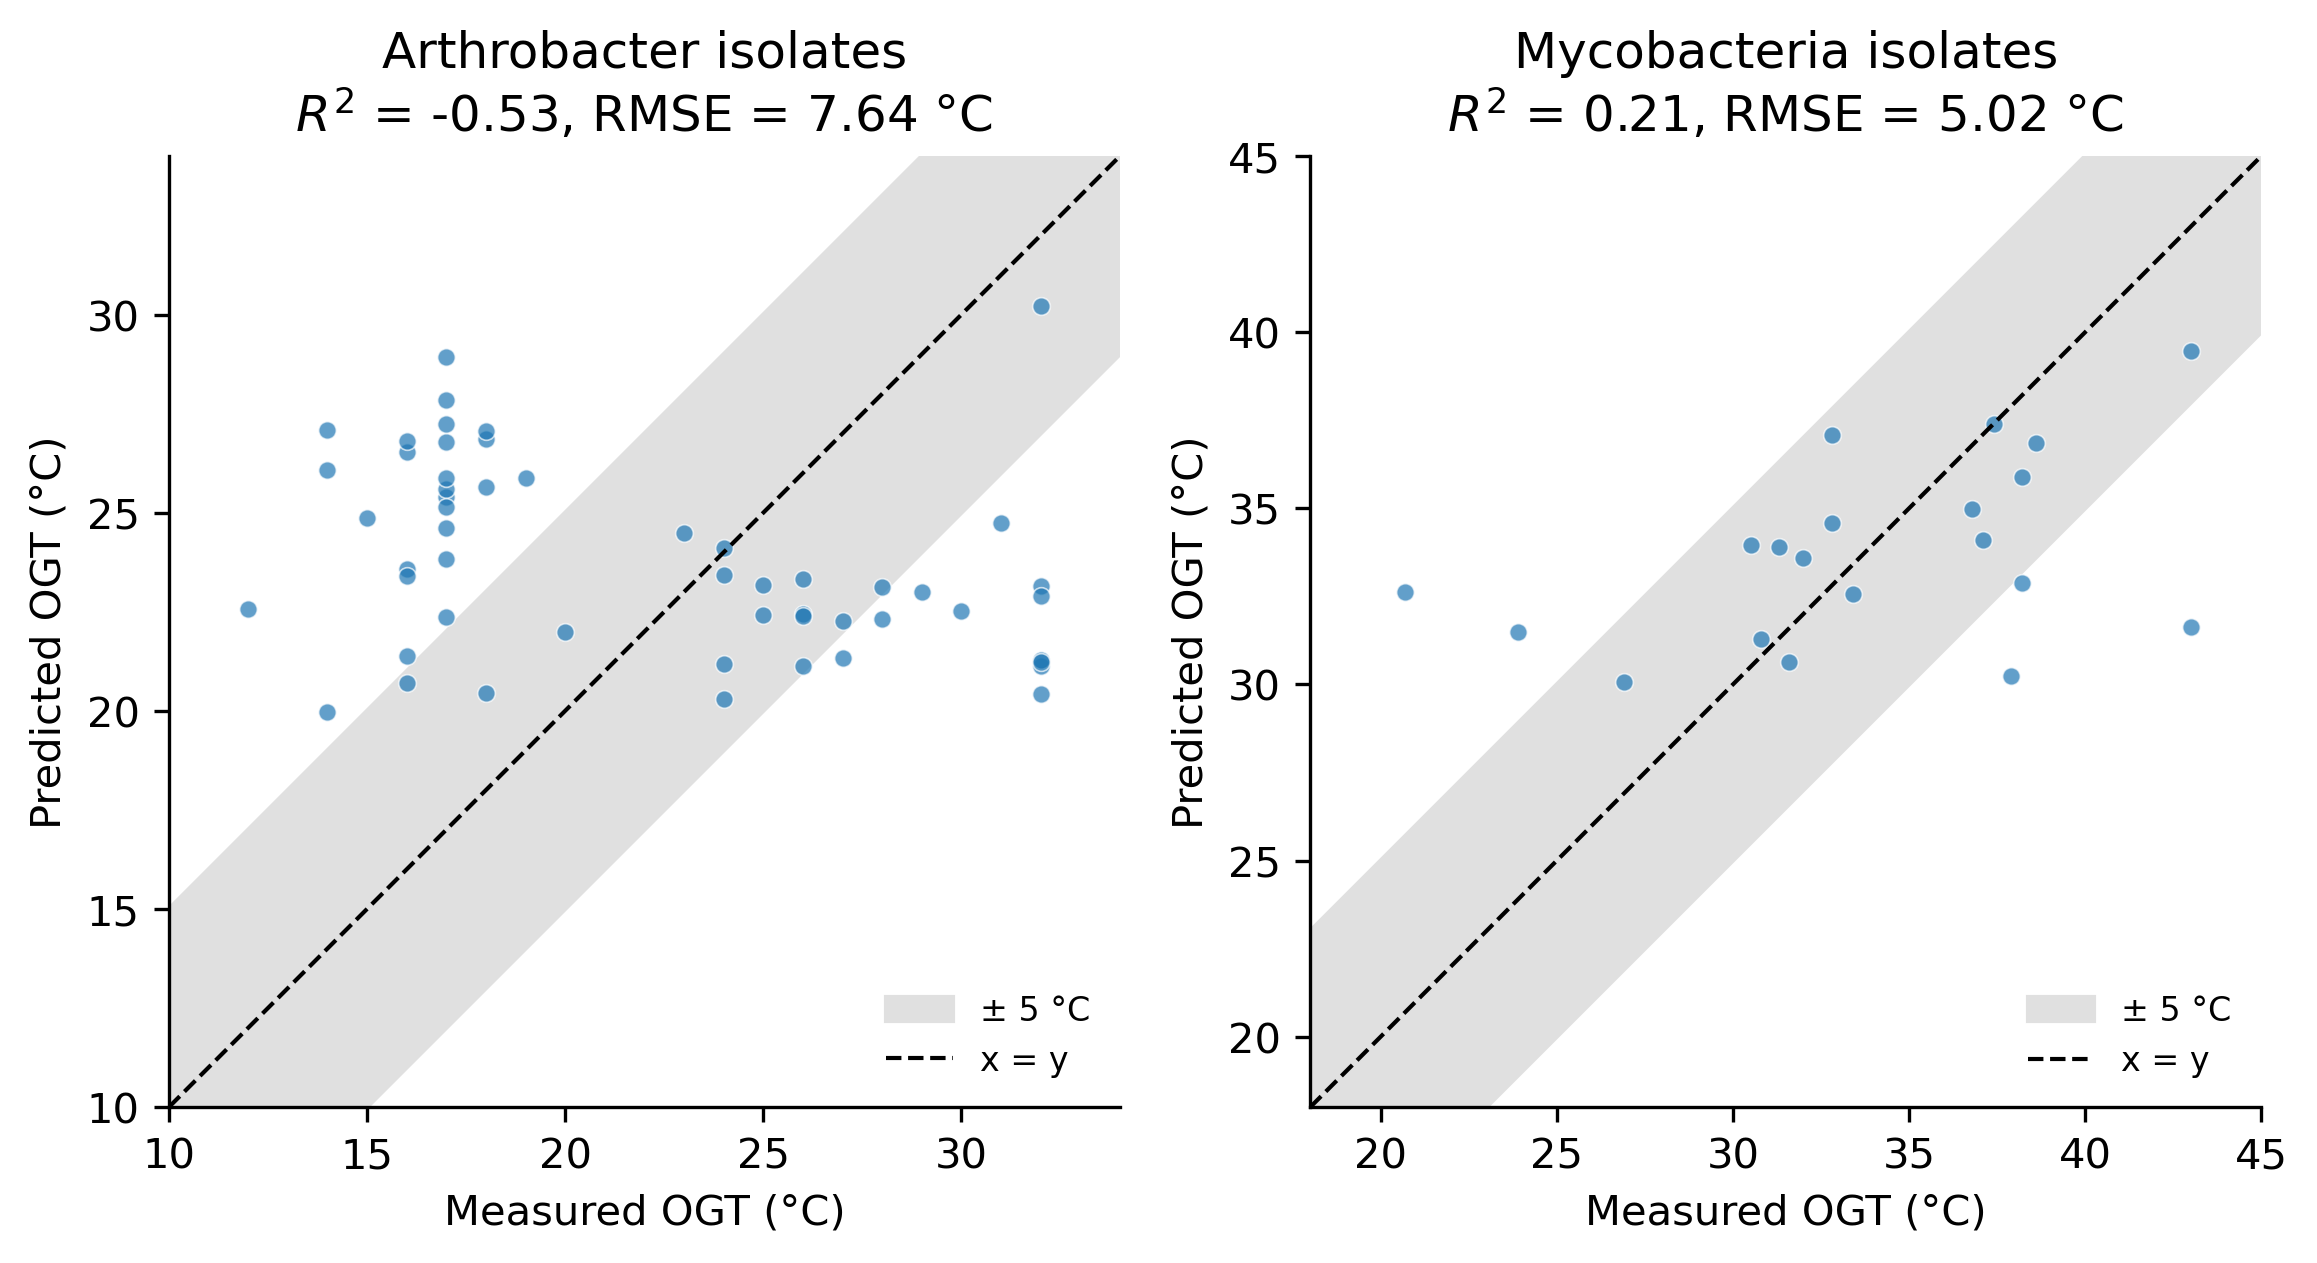 Arthrobacter isolates
R² = -0.53, RMSE = 7.64 °C
Predicted OGT (°C)
30
25
20
15
10
10 15 20 25 30
Measured OGT (°C)
± 5 °C
x = y
Mycobacteria isolates
R² = 0.21, RMSE = 5.02 °C
Predicted OGT (°C)
45
40
35
30
25
20
20 25 30 35 40 45
Measured OGT (°C)
± 5 °C
x = y